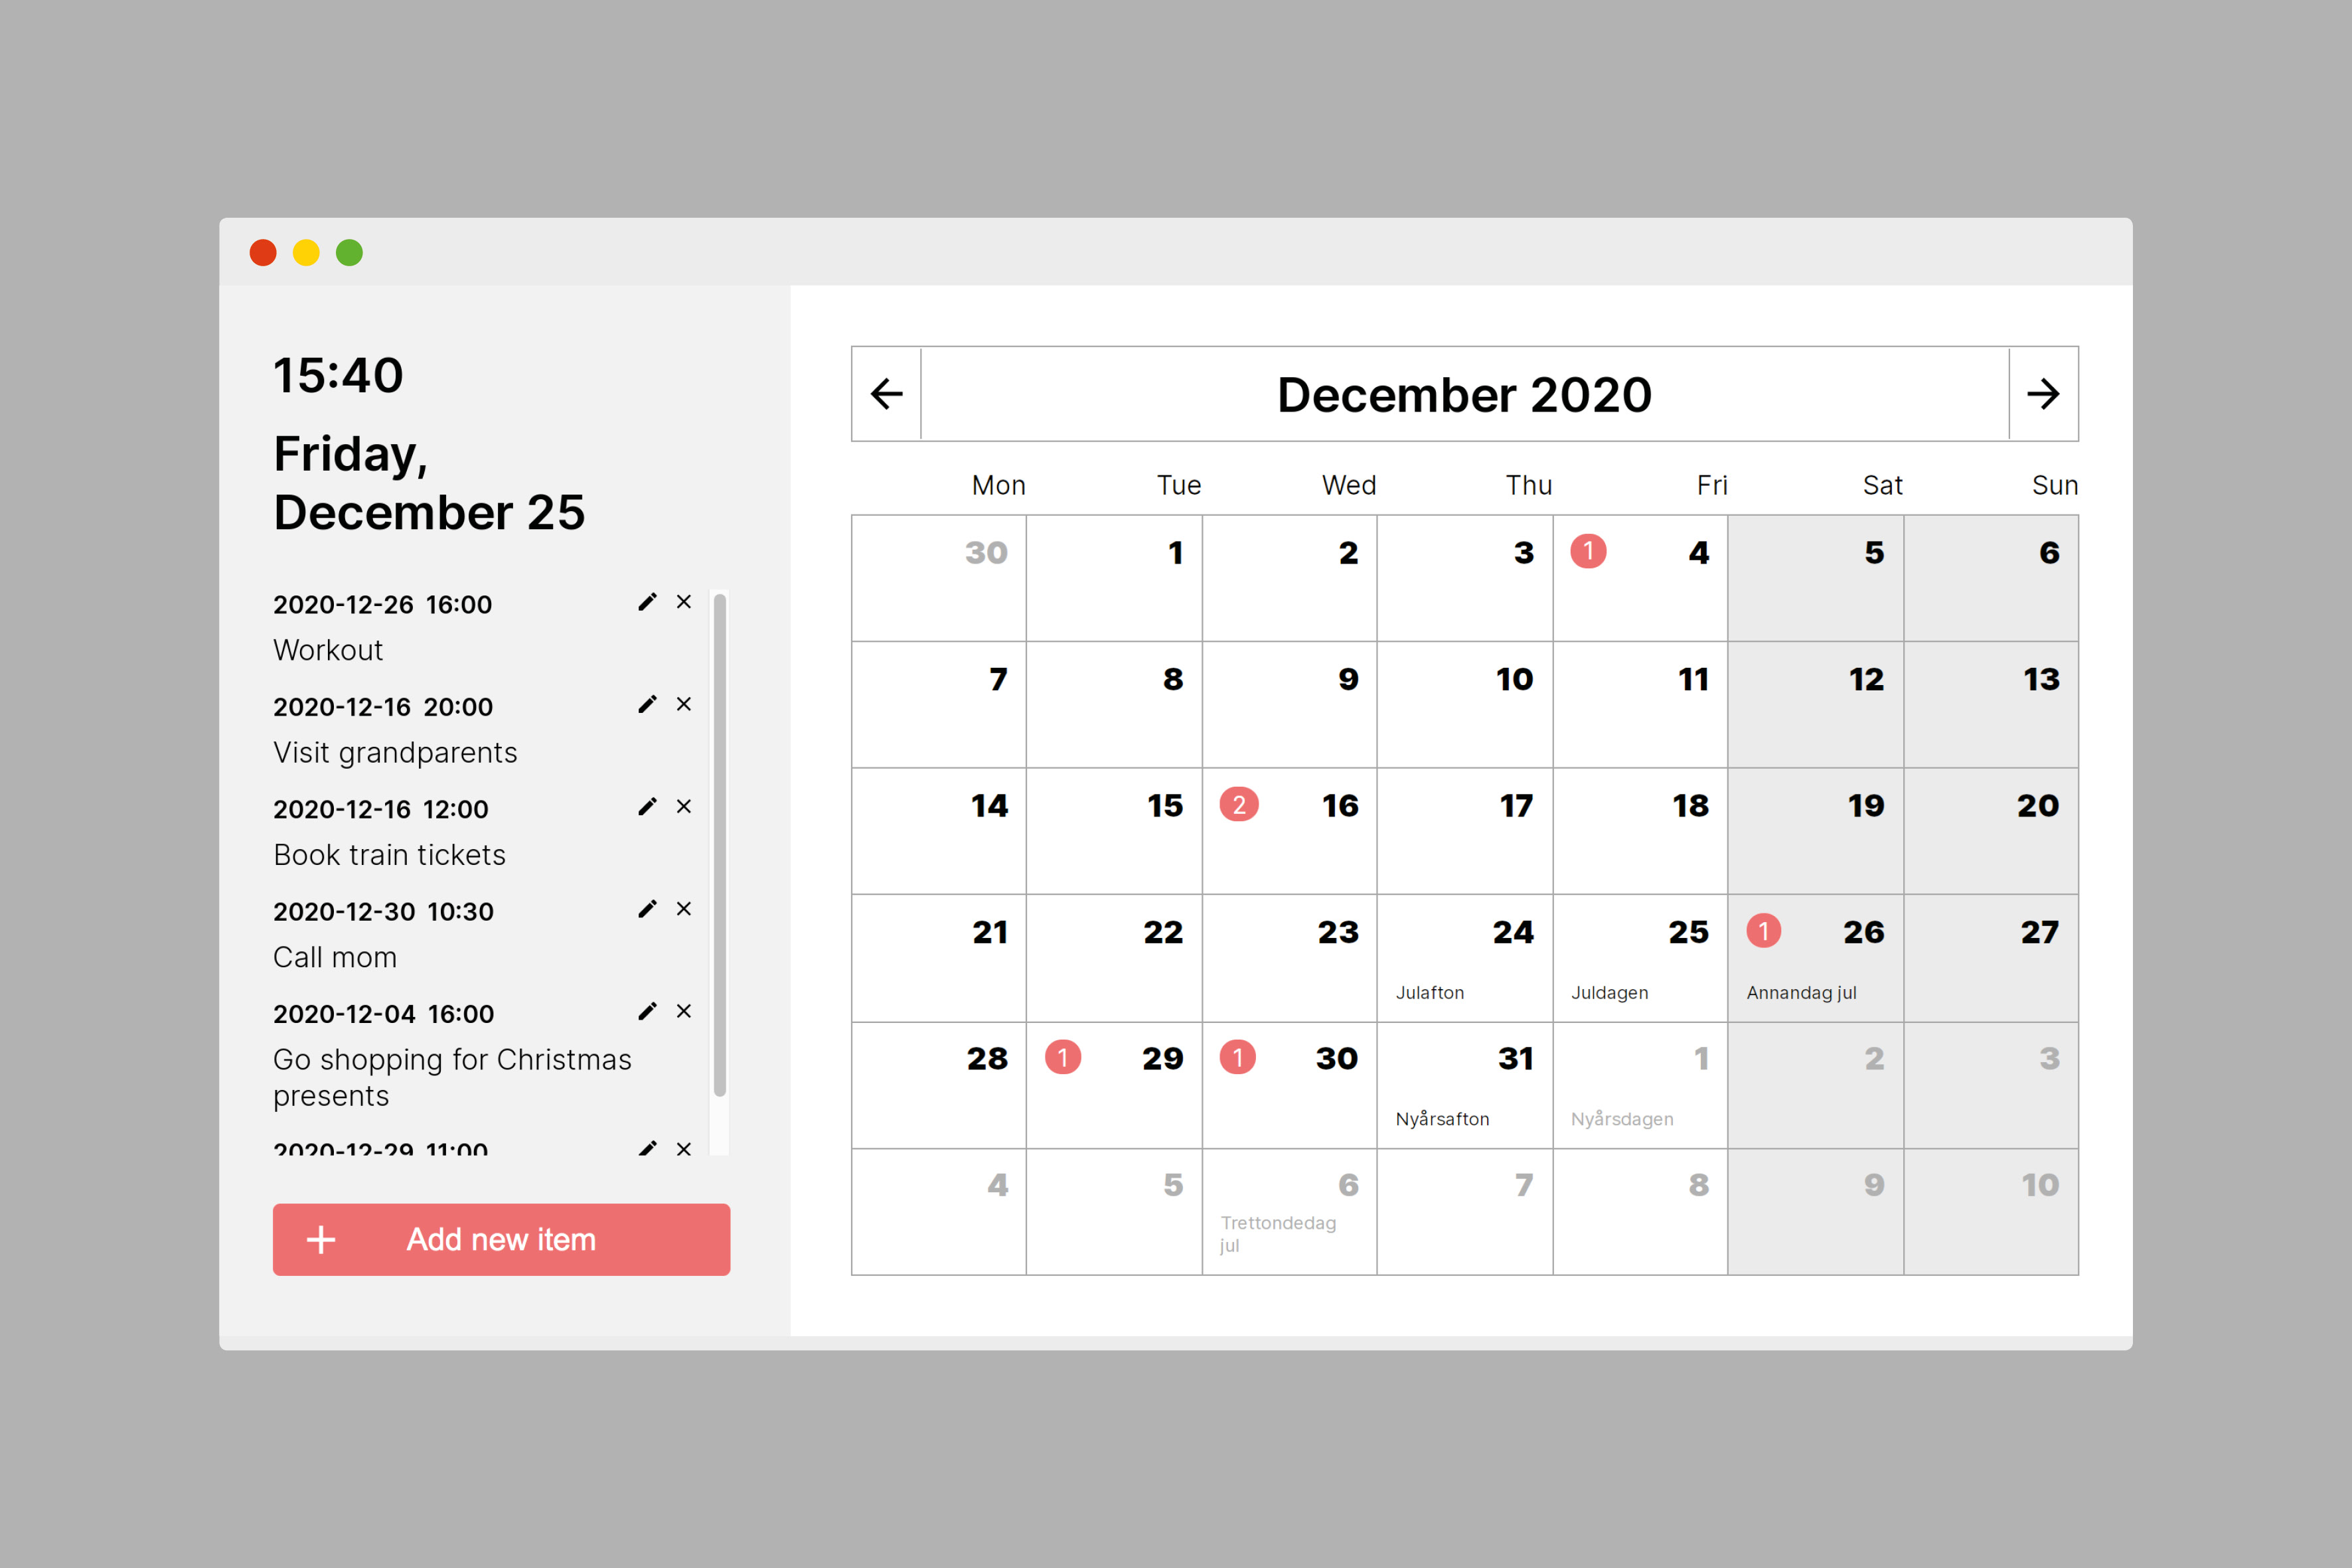 15:40
Friday,
December 25
2020-12-26 16:00
Workout
2020-12-16 20:00
Visit grandparents
2020-12-16 12:00
Book train tickets
2020-12-30 10:30
Call mom
2020-12-04 16:00
Go shopping for Christmas
presents
2020-12-29 11:00
Add new item
December 2020
Mon Tue Wed Thu Fri Sat Sun
30 1 2 3 1 4 5 6
7 8 9 10 11 12 13
14 15 2 16 17 18 19 20
21 22 23 24 25 1 26 27
Julafton Juldagen Annandag jul
28 1 29 1 30 31 1 2 3
Nyårsafton Nyårsdagen
4 5 6 7 8 9 10
Trettondedag
jul